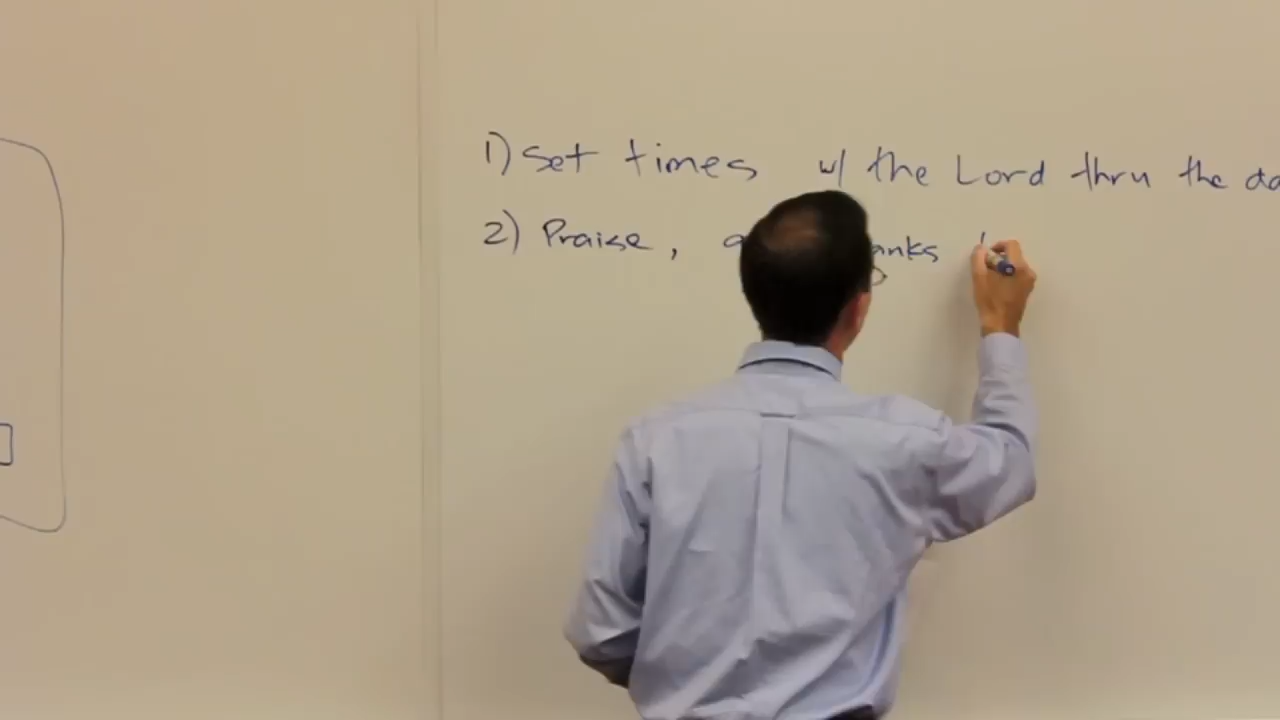 1) Set times w/ the Lord thru the da
2) Praise, anks